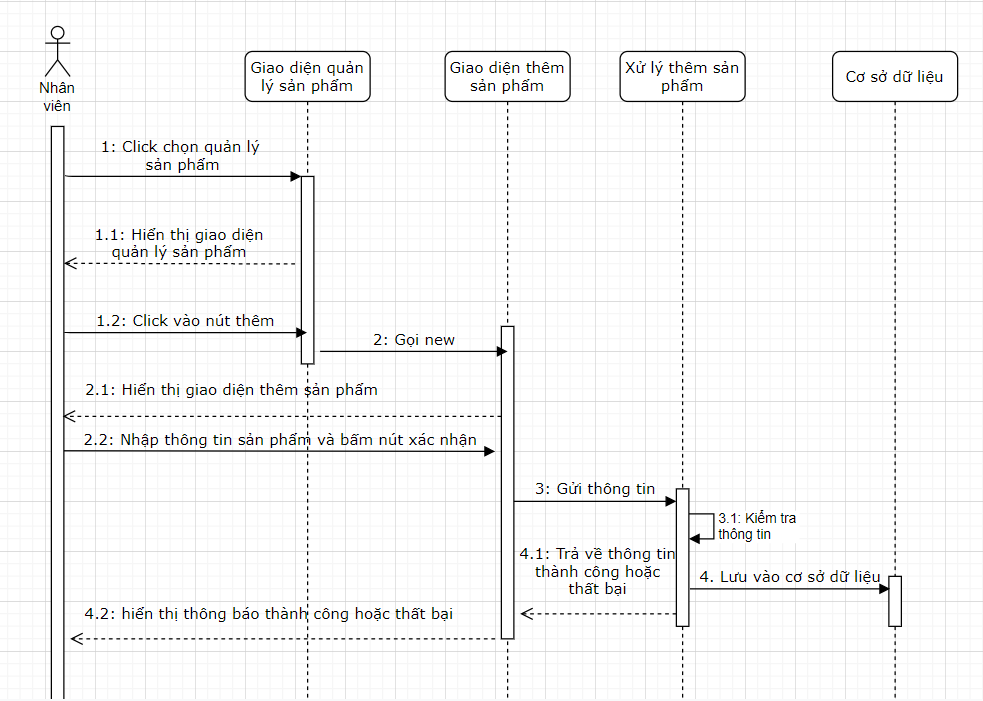 Nhân
viên
Giao diện quản
lý sản phẩm
Giao diện thêm
sản phẩm
Xử lý thêm sản
phẩm
Cơ sở dữ liệu
1: Click chọn quản lý
sản phẩm
1.1: Hiển thị giao diện
quản lý sản phẩm
1.2: Click vào nút thêm
2: Gọi new
2.1: Hiển thị giao diện thêm sản phẩm
2.2: Nhập thông tin sản phẩm và bấm nút xác nhận
3: Gửi thông tin
3.1: Kiểm tra
thông tin
4.1: Trả về thông tin
thành công hoặc
thất bại
4. Lưu vào cơ sở dữ liệu
4.2: hiển thị thông báo thành công hoặc thất bại